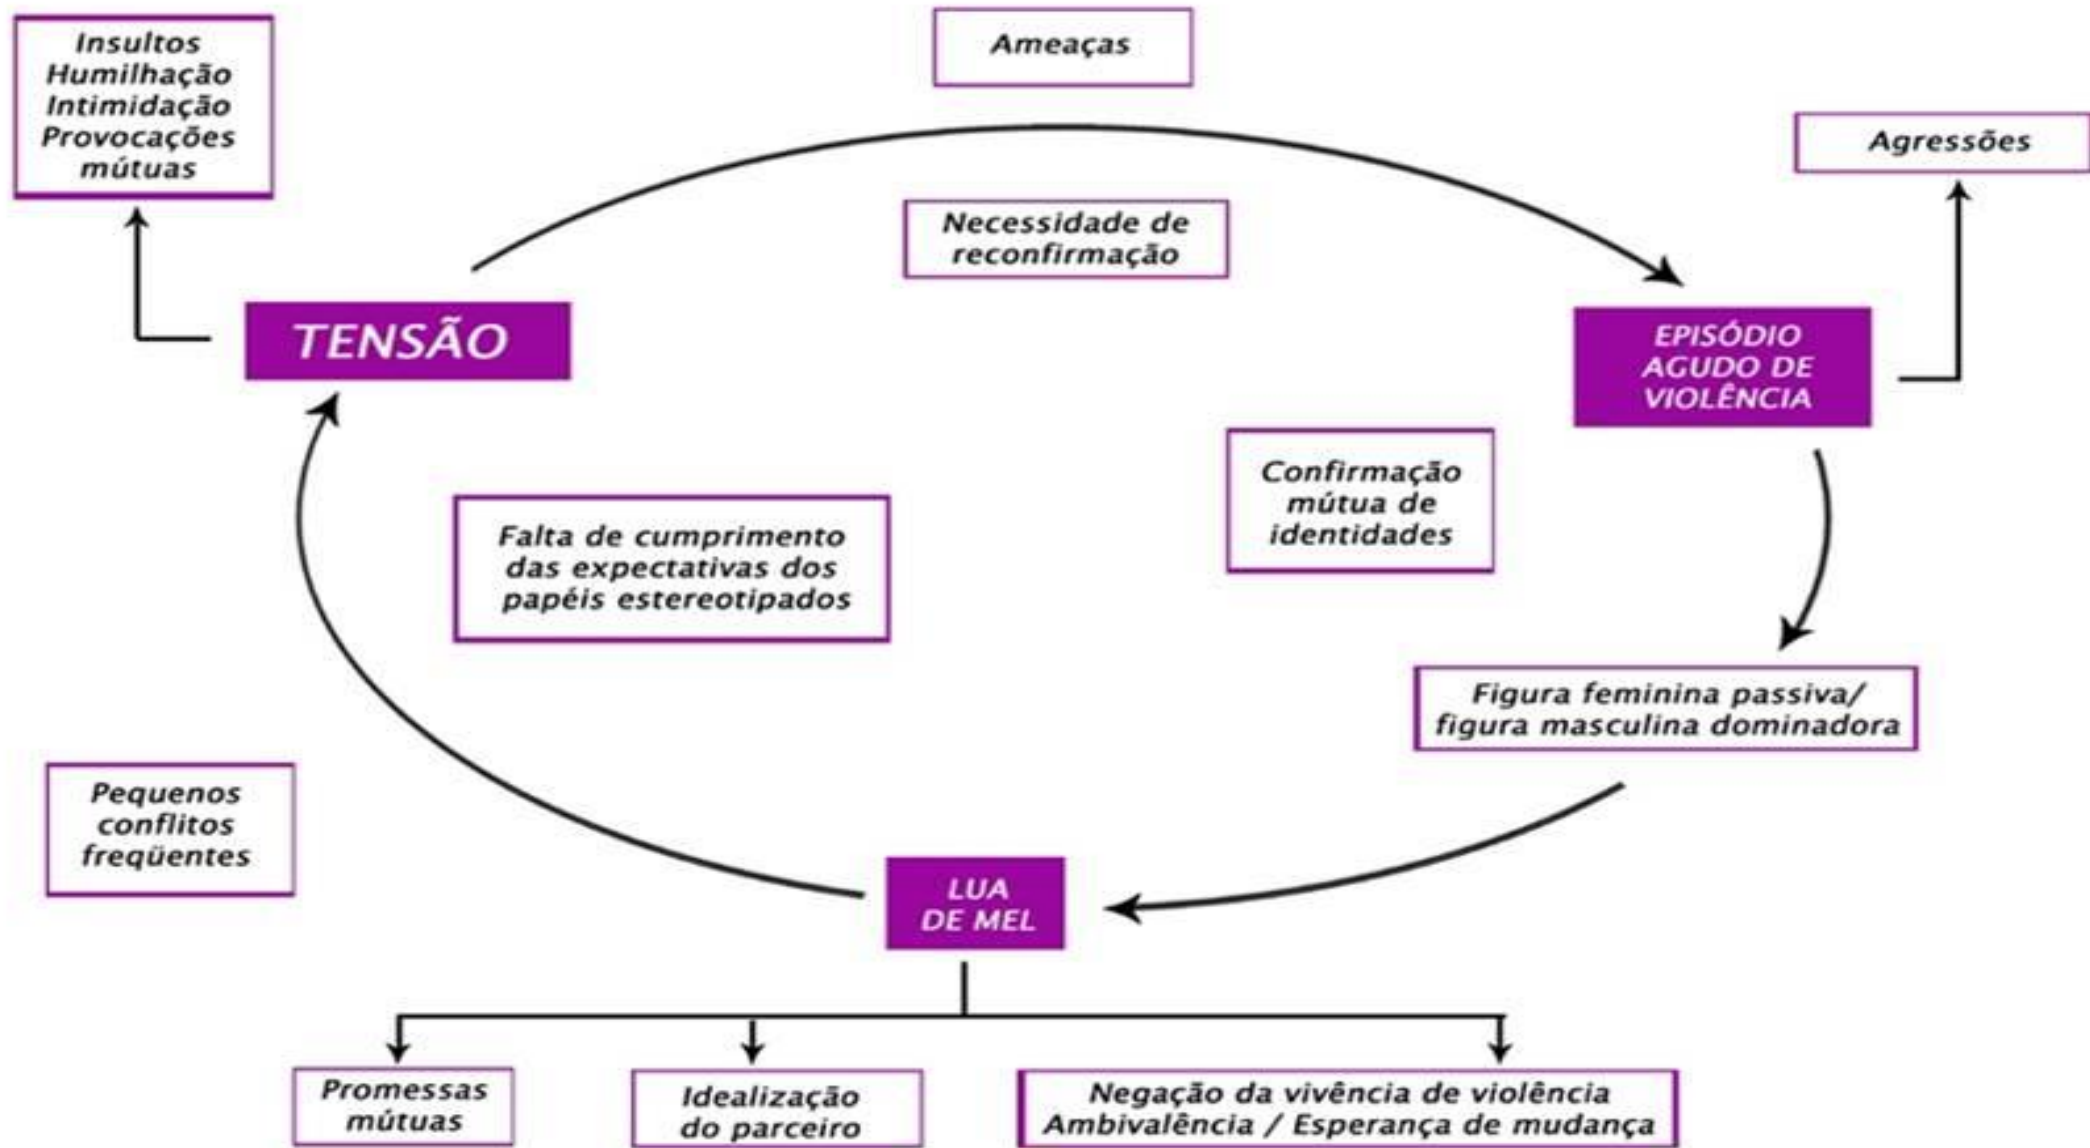 Insultos
Humilhação
Intimidação
Provocações
mútuas
Ameaças
Agressões
Necessidade de
reconfirmação
TENSÃO
EPISÓDIO
AGUDO DE
VIOLÊNCIA
Confirmação
mútua de
identidades
Falta de cumprimento
das expectativas dos
papéis estereotipados
Figura feminina passiva/
figura masculina dominadora
Pequenos
conflitos
freqüentes
LUA
DE MEL
Promessas
mútuas
Idealização
do parceiro
Negação da vivência de violência
Ambivalência / Esperança de mudança